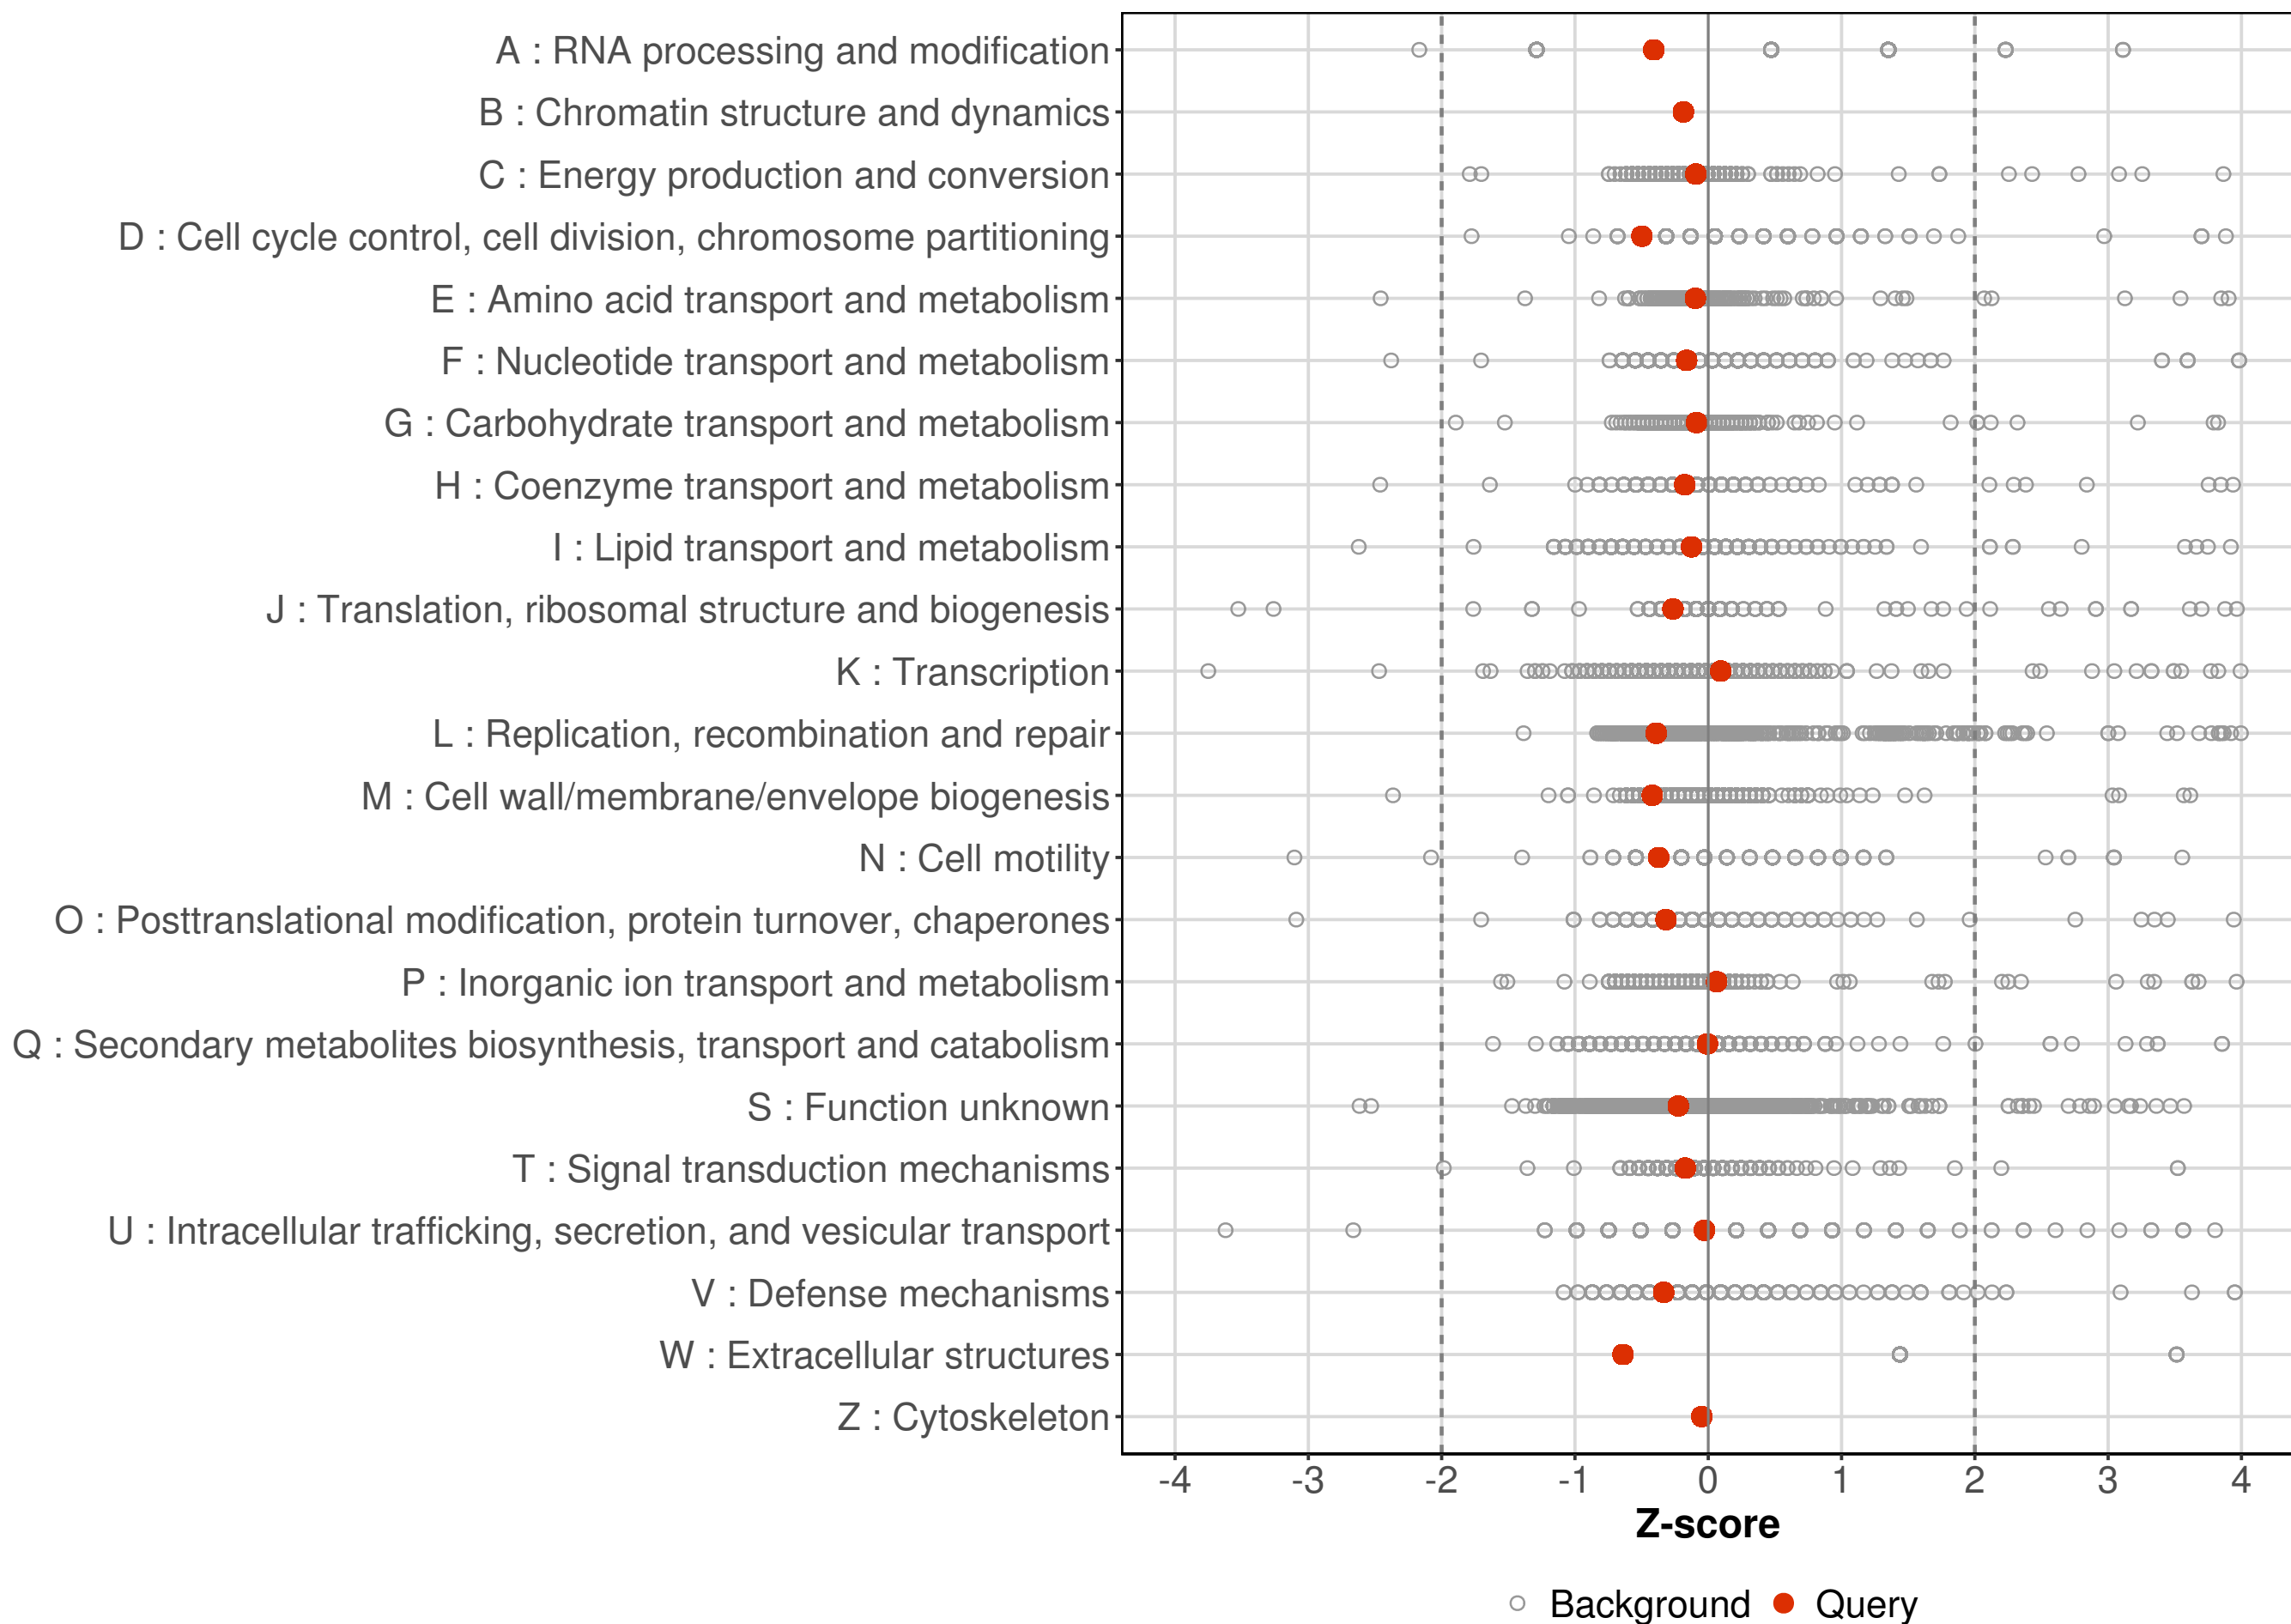 A : RNA processing and modification
B : Chromatin structure and dynamics
C : Energy production and conversion
D : Cell cycle control, cell division, chromosome partitioning
E : Amino acid transport and metabolism
F : Nucleotide transport and metabolism
G : Carbohydrate transport and metabolism
H : Coenzyme transport and metabolism
I : Lipid transport and metabolism
J : Translation, ribosomal structure and biogenesis
K : Transcription
L : Replication, recombination and repair
M : Cell wall/membrane/envelope biogenesis
N : Cell motility
O : Posttranslational modification, protein turnover, chaperones
P : Inorganic ion transport and metabolism
Q : Secondary metabolites biosynthesis, transport and catabolism
S : Function unknown
T : Signal transduction mechanisms
U : Intracellular trafficking, secretion, and vesicular transport
V : Defense mechanisms
W : Extracellular structures
Z : Cytoskeleton
-4 -3 -2 -1 0 1 2 3 4
Z-score
Background Query